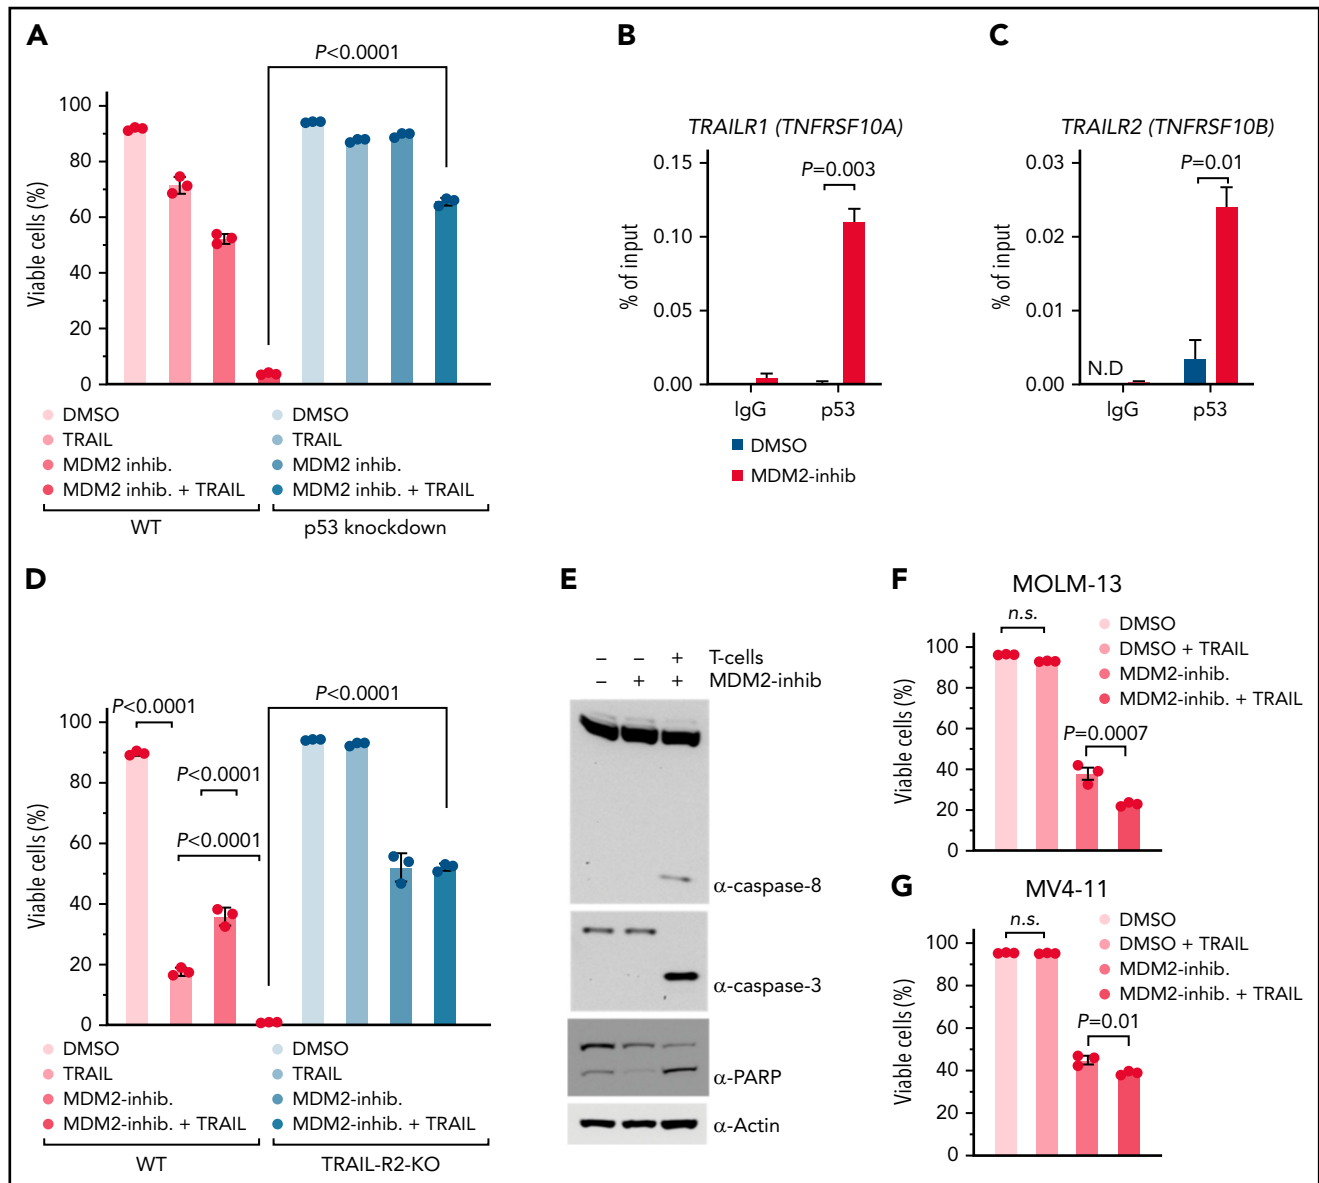 A
P<0.0001
Viable cells (%)
100
80
60
40
20
0
DMSO
TRAIL
MDM2 inhib.
MDM2 inhib. + TRAIL
WT
DMSO
TRAIL
MDM2 inhib.
MDM2 inhib. + TRAIL
p53 knockdown
B
TRAILR1 (TNFRSF10A)
% of input
0.15
0.10
0.05
0.00
P=0.003
IgG
p53
DMSO
MDM2-inhib
C
TRAILR2 (TNFRSF10B)
% of input
0.03
0.02
0.01
0.00
P=0.01
N.D
IgG
p53
D
P<0.0001
P<0.0001
P<0.0001
P<0.0001
Viable cells (%)
100
80
60
40
20
0
DMSO
TRAIL
MDM2-inhib.
MDM2-inhib. + TRAIL
WT
DMSO
TRAIL
MDM2-inhib.
MDM2-inhib. + TRAIL
TRAIL-R2-KO
E
– – + T-cells
– + + MDM2-inhib
α-caspase-8
α-caspase-3
α-PARP
α-Actin
F
MOLM-13
n.s.
P=0.0007
Viable cells (%)
100
80
60
40
20
0
DMSO
DMSO + TRAIL
MDM2-inhib.
MDM2-inhib. + TRAIL
G
MV4-11
n.s.
P=0.01
Viable cells (%)
100
80
60
40
20
0
DMSO
DMSO + TRAIL
MDM2-inhib.
MDM2-inhib. + TRAIL